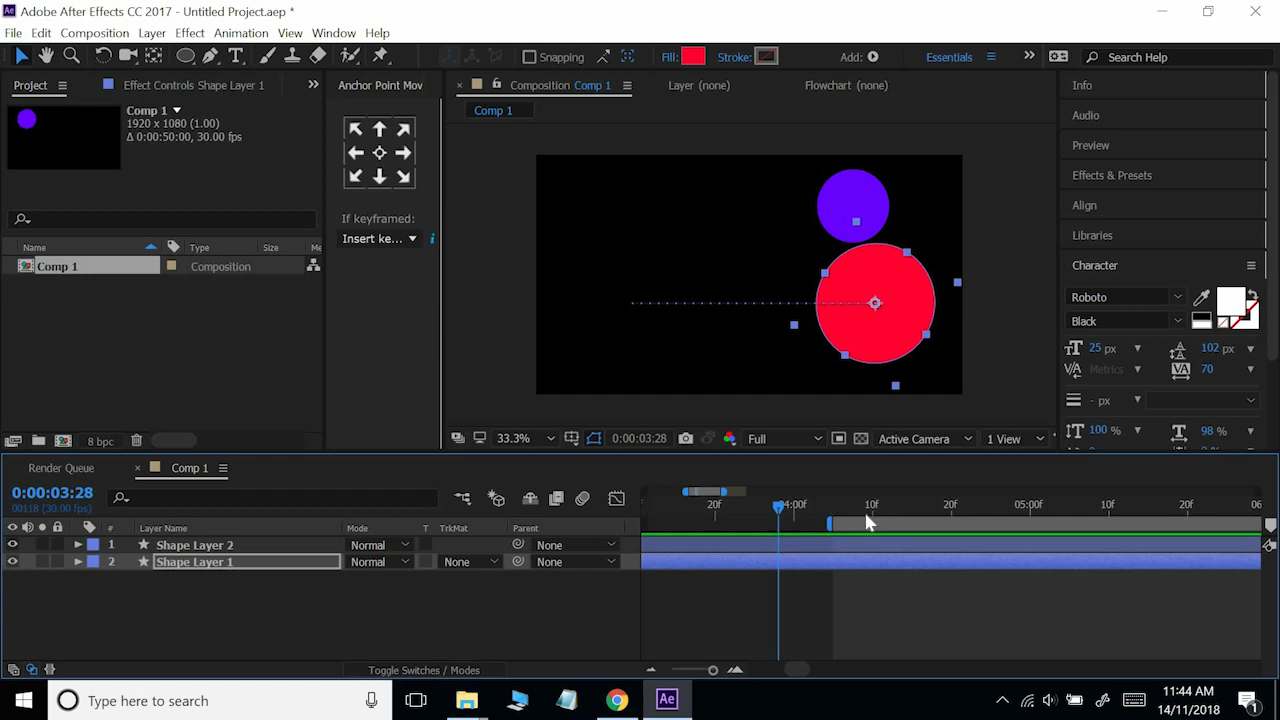 Adobe After Effects CC 2017 - Untitled Project.aep *
File Edit Composition Layer Effect Animation View Window Help
Snapping Fill: Stroke: Add: Essentials Search Help
Project Effect Controls Shape Layer 1 Anchor Point Mov Composition Comp 1 Layer (none) Flowchart (none) Info
Comp 1
1920 x 1080 (1.00)
Δ 0:00:50:00, 30.00 fps
Comp 1
Audio
Preview
Effects & Presets
Align
Libraries
Character
If keyframed:
Insert ke...
Name Type Size Me
Comp 1 Composition
Roboto
Black
25 px 102 px
Metrics 70
- px
100 % 98 %
8 bpc 33.3% 0:00:03:28 Full Active Camera 1 View
Render Queue Comp 1
0:00:03:28
00118 (30.00 fps)
20f 04:00f 10f 20f 05:00f 10f 20f 06
# Layer Name Mode T TrkMat Parent
1 Shape Layer 2 Normal None
2 Shape Layer 1 Normal None None
Toggle Switches / Modes
Type here to search
Ae
11:44 AM
14/11/2018
1